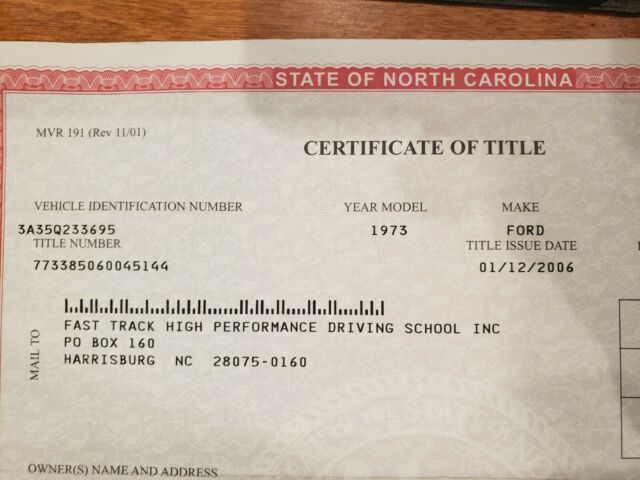 STATE OF NORTH CAROLINA
MVR 191 (Rev 11/01)
CERTIFICATE OF TITLE
VEHICLE IDENTIFICATION NUMBER YEAR MODEL MAKE
3A35Q233695 1973 FORD
TITLE NUMBER TITLE ISSUE DATE
773385060045144 01/12/2006
MAIL TO
FAST TRACK HIGH PERFORMANCE DRIVING SCHOOL INC
PO BOX 160
HARRISBURG NC 28075-0160
OWNER(S) NAME AND ADDRESS